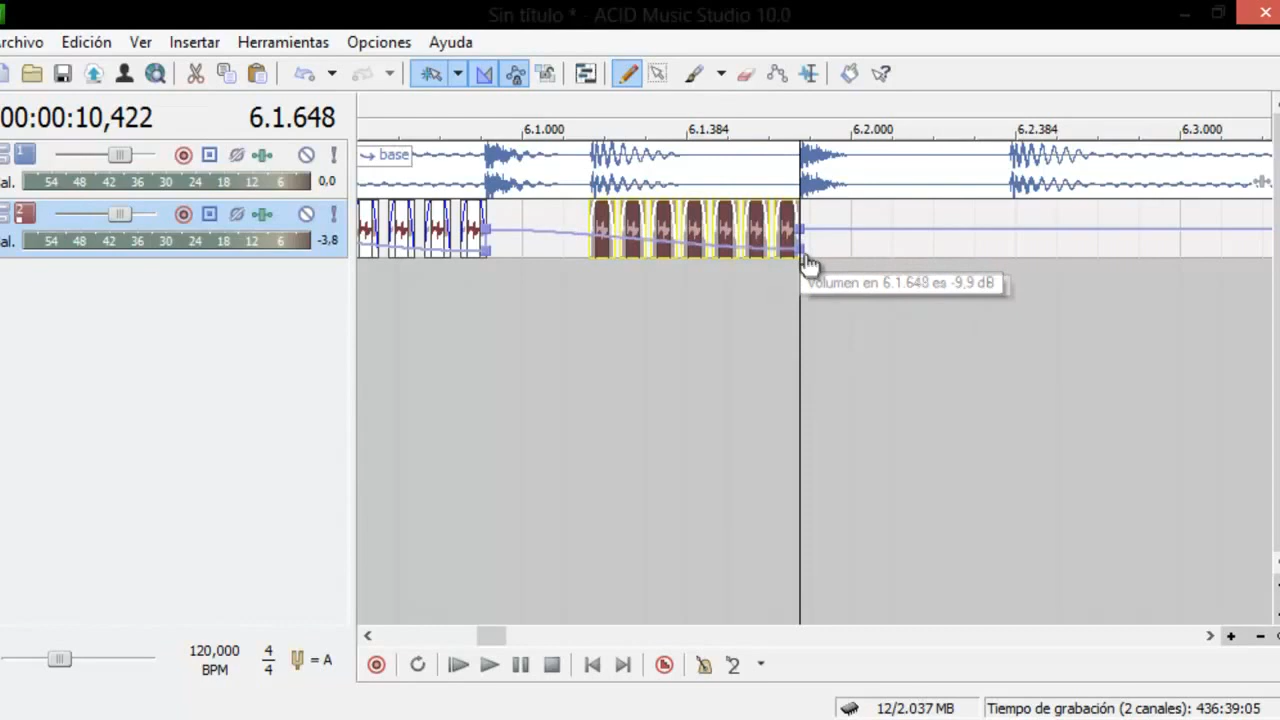 Sin título * - ACID Music Studio 10.0
rchivo Edición Ver Insertar Herramientas Opciones Ayuda
00:00:10,422 6.1.648
6.1.000 6.1.384 6.2.000 6.2.384 6.3.000
1
base
al. 54 48 42 36 30 24 18 12 6 0,0
2
al. 54 48 42 36 30 24 18 12 6 -3,8
Volumen en 6.1.648 es -9,9 dB
120,000
BPM
4
4
= A
2
12/2.037 MB
Tiempo de grabación (2 canales): 436:39:05